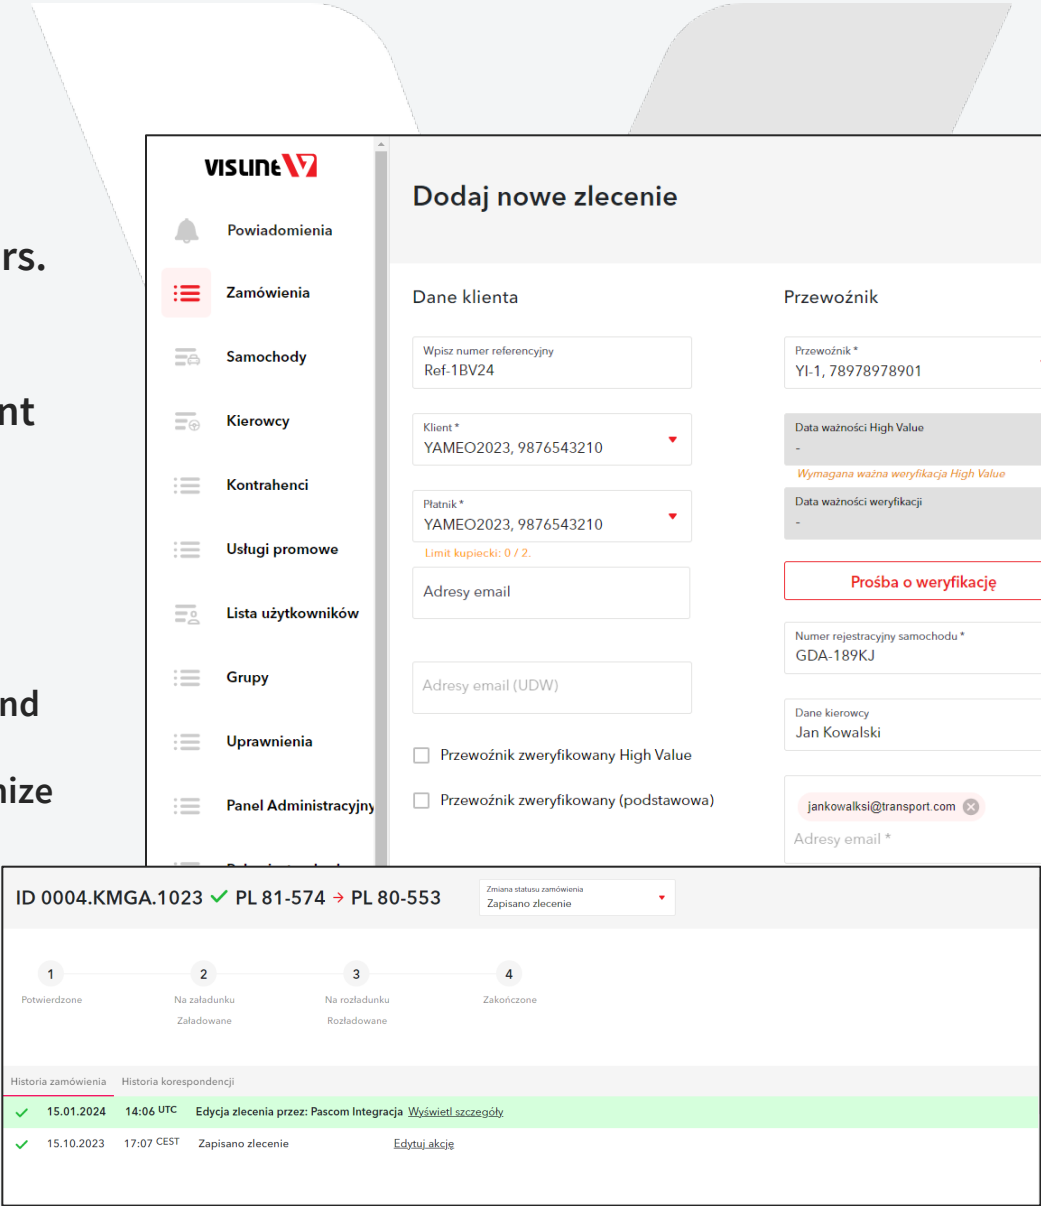 rs.
nt
nd
nize
VISLINE
Powiadomienia
Zamówienia
Samochody
Kierowcy
Kontrahenci
Usługi promowe
Lista użytkowników
Grupy
Uprawnienia
Panel Administracyjny
Dodaj nowe zlecenie
Dane klienta
Wpisz numer referencyjny
Ref-1BV24
Klient *
YAMEO2023, 9876543210
Płatnik *
YAMEO2023, 9876543210
Limit kupiecki: 0 / 2.
Adresy email
Adresy email (UDW)
Przewoźnik zweryfikowany High Value
Przewoźnik zweryfikowany (podstawowa)
Przewoźnik
Przewoźnik *
YI-1, 78978978901
Data ważności High Value
-
Wymagana ważna weryfikacja High Value
Data ważności weryfikacji
-
Prośba o weryfikację
Numer rejestracyjny samochodu *
GDA-189KJ
Dane kierowcy
Jan Kowalski
jankowalksi@transport.com
Adresy email *
ID 0004.KMGA.1023 PL 81-574 → PL 80-553
Zmiana statusu zamówienia
Zapisano zlecenie
1 2 3 4
Potwierdzone Na załadunku Na rozładunku Zakończone
Załadowane Rozładowane
Historia zamówienia Historia korespondencji
15.01.2024 14:06 UTC Edycja zlecenia przez: Pascom Integracja Wyświetl szczegóły
15.10.2023 17:07 CEST Zapisano zlecenie Edytuj akcję